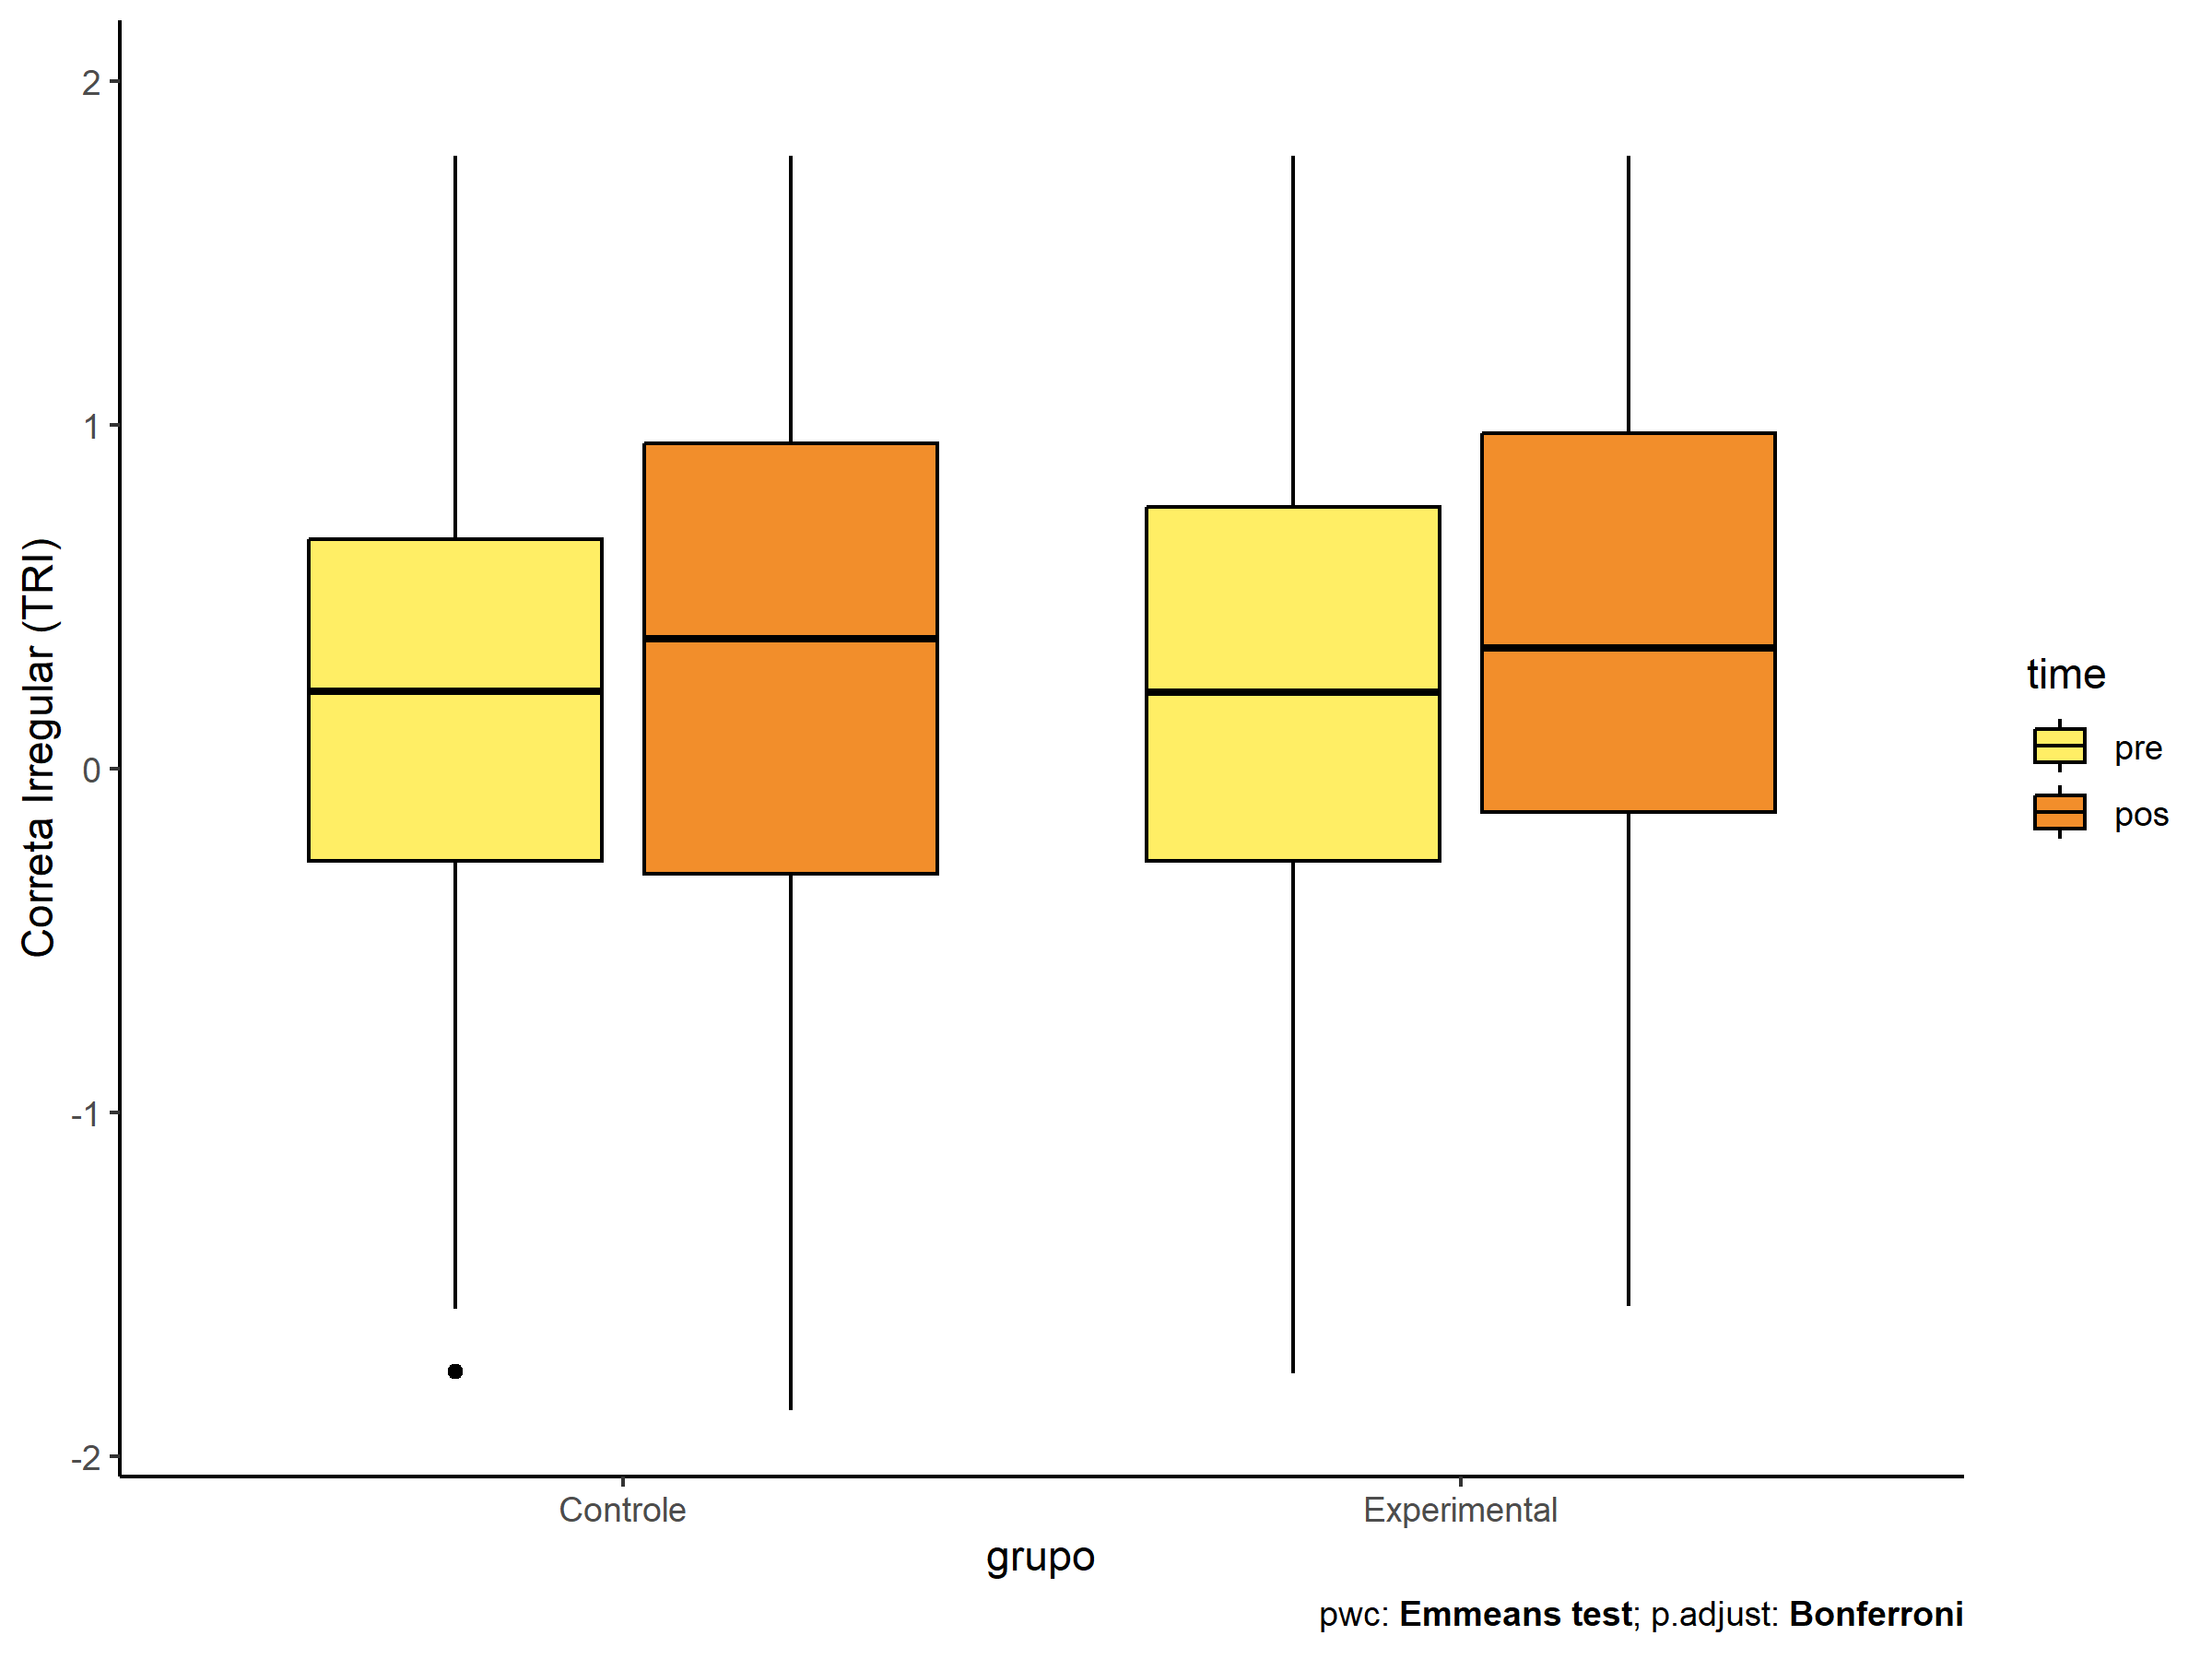 Correta Irregular (TRI)
2
1
0
-1
-2
Controle
Experimental
grupo
time
pre
pos
pwc: Emmeans test; p.adjust: Bonferroni